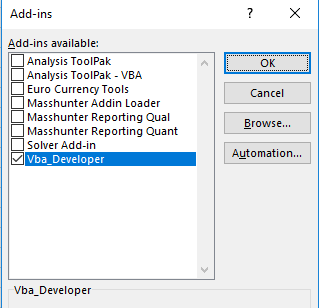 Add-ins
Add-ins available:
Analysis ToolPak
Analysis ToolPak - VBA
Euro Currency Tools
Masshunter Addin Loader
Masshunter Reporting Qual
Masshunter Reporting Quant
Solver Add-in
Vba_Developer
OK
Cancel
Browse...
Automation...
Vba_Developer